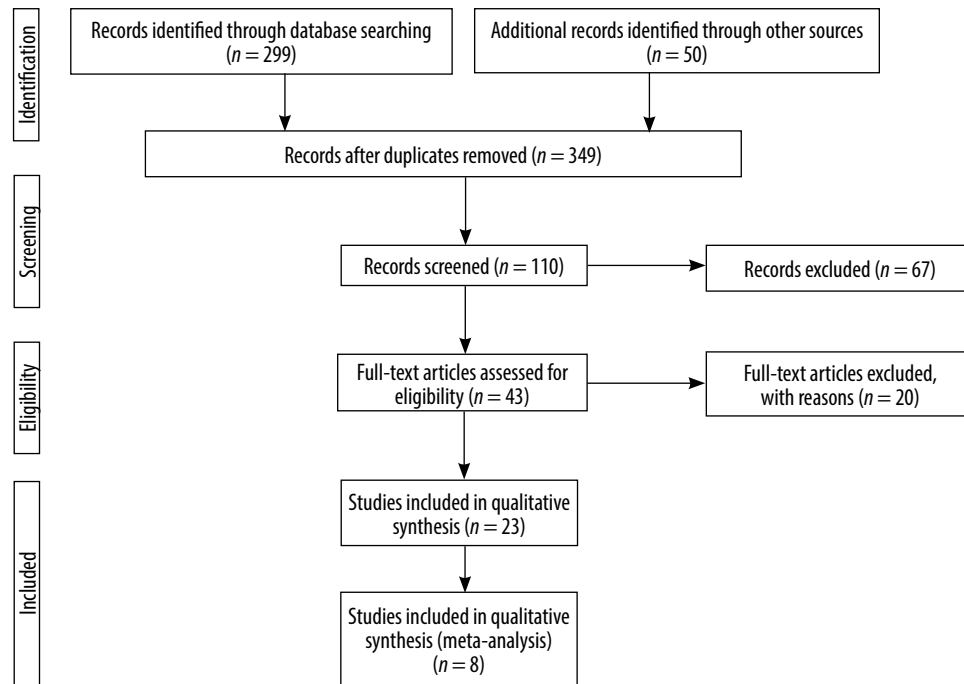 Identification
Records identified through database searching
(n = 299)
Additional records identified through other sources
(n = 50)
Records after duplicates removed (n = 349)
Screening
Records screened (n = 110)
Records excluded (n = 67)
Eligibility
Full-text articles assessed for
eligibility (n = 43)
Full-text articles excluded,
with reasons (n = 20)
Included
Studies included in qualitative
synthesis (n = 23)
Studies included in qualitative
synthesis (meta-analysis)
(n = 8)